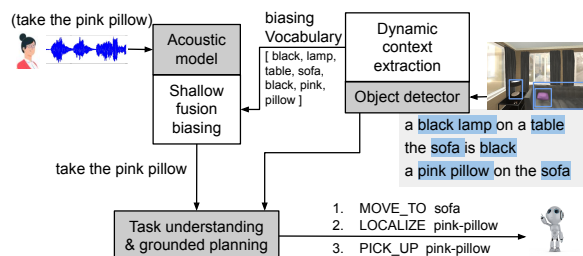 (take the pink pillow)
Acoustic
model
Shallow
fusion
biasing
biasing
Vocabulary
[ black, lamp,
table, sofa,
black, pink,
pillow ]
Dynamic
context
extraction
Object detector
a black lamp on a table
the sofa is black
a pink pillow on the sofa
take the pink pillow
Task understanding
& grounded planning
1. MOVE_TO sofa
2. LOCALIZE pink-pillow
3. PICK_UP pink-pillow